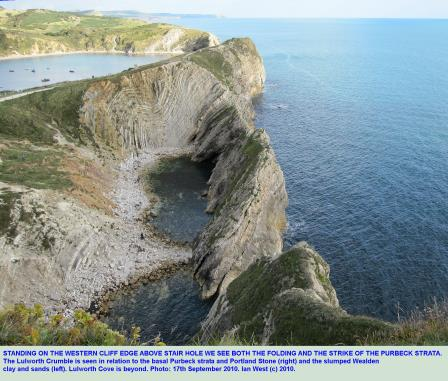 STANDING ON THE WESTERN CLIFF EDGE ABOVE STAIR HOLE WE SEE BOTH THE FOLDING AND THE STRIKE OF THE PURBECK STRATA.
The Lulworth Crumble is seen in relation to the basal Purbeck strata and Portland Stone (right) and the slumped Wealden
clay and sands (left). Lulworth Cove is beyond. Photo: 17th September 2010. Ian West (c) 2010.